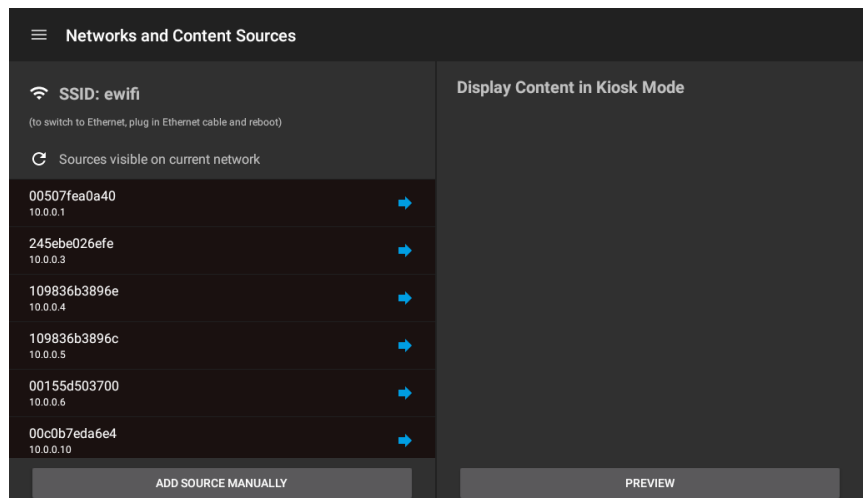 Networks and Content Sources
SSID: ewifi
(to switch to Ethernet, plug in Ethernet cable and reboot)
Sources visible on current network
00507fea0a40
10.0.0.1
245ebe026efe
10.0.0.3
109836b3896e
10.0.0.4
109836b3896c
10.0.0.5
00155d503700
10.0.0.6
00c0b7eda6e4
10.0.0.10
ADD SOURCE MANUALLY
Display Content in Kiosk Mode
PREVIEW